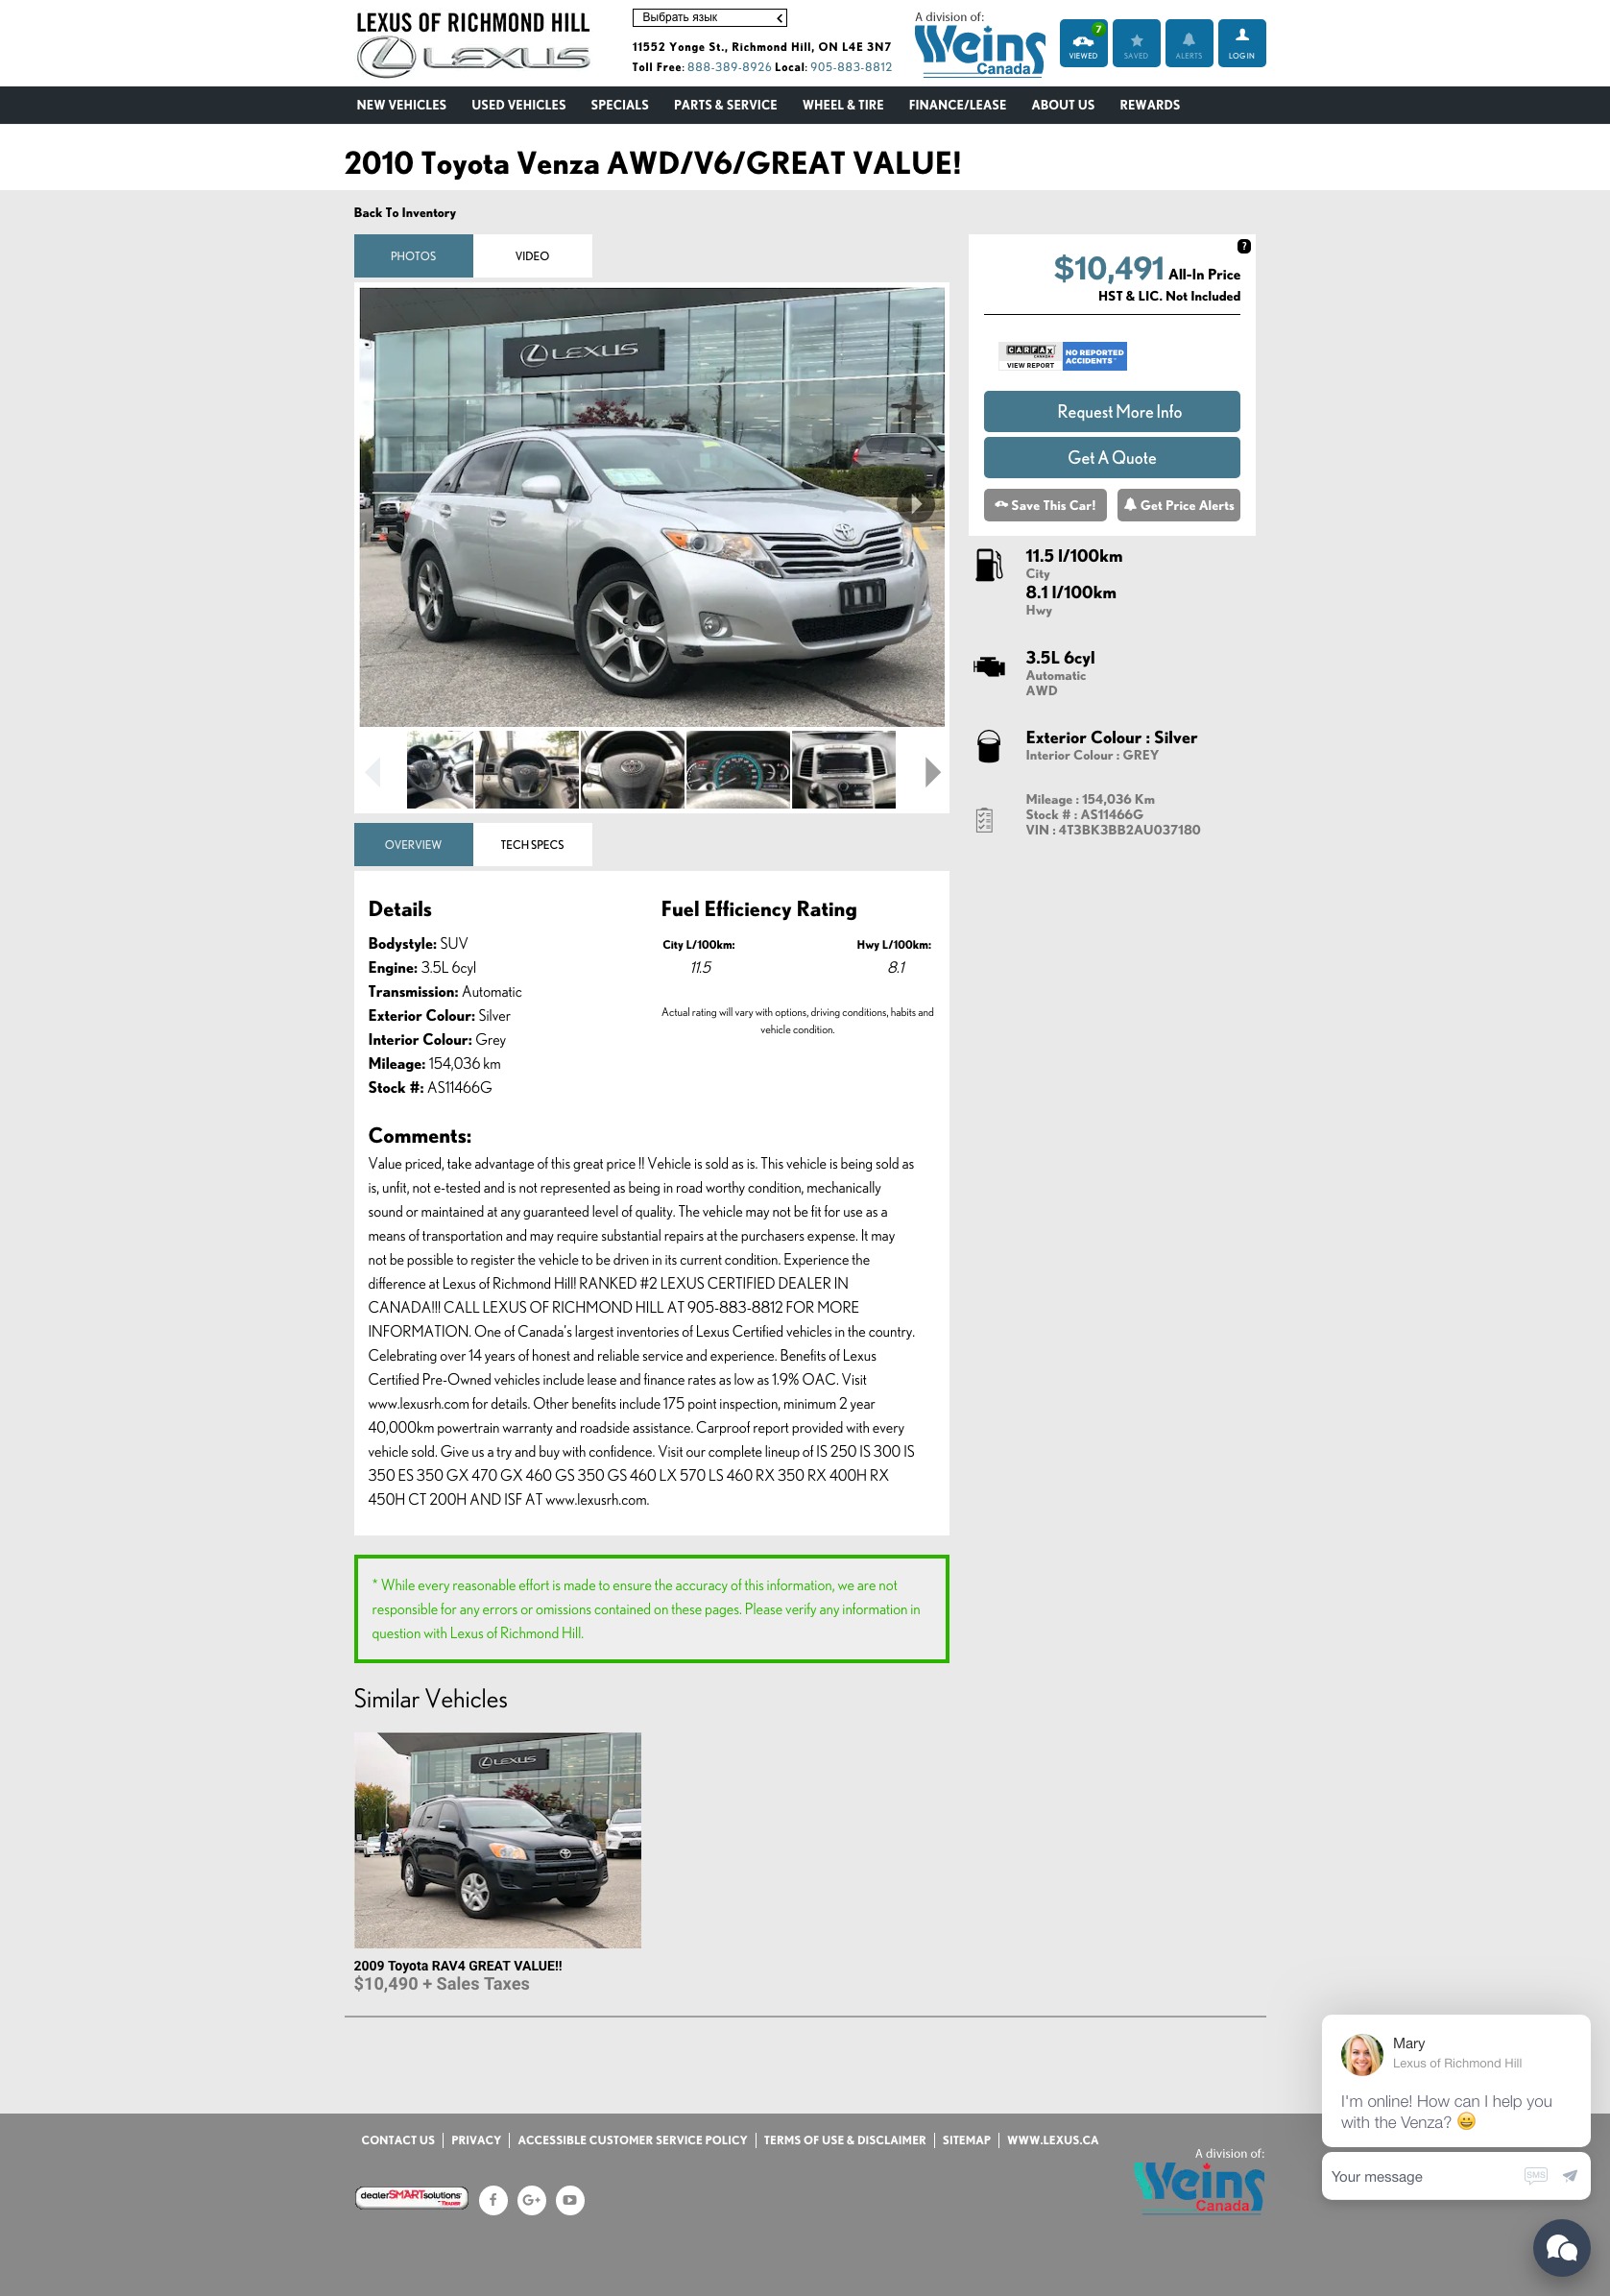 LEXUS OF RICHMOND HILL
LEXUS
Выбрать язык
11552 Yonge St., Richmond Hill, ON L4E 3N7
Toll Free: 888-389-8926 Local: 905-883-8812
A division of:
Weins
Canada
7
VIEWED
SAVED
ALERTS
LOGIN
NEW VEHICLES USED VEHICLES SPECIALS PARTS & SERVICE WHEEL & TIRE FINANCE/LEASE ABOUT US REWARDS
2010 Toyota Venza AWD/V6/GREAT VALUE!
Back To Inventory
PHOTOS
VIDEO
LEXUS
?
$10,491 All-In Price
HST & LIC. Not Included
CARFAX
CANADA
VIEW REPORT
NO REPORTED
ACCIDENTS™
Request More Info
Get A Quote
Save This Car!
Get Price Alerts
11.5 l/100km
City
8.1 l/100km
Hwy
3.5L 6cyl
Automatic
AWD
Exterior Colour : Silver
Interior Colour : GREY
Mileage : 154,036 Km
Stock # : AS11466G
VIN : 4T3BK3BB2AU037180
OVERVIEW
TECH SPECS
Details
Bodystyle: SUV
Engine: 3.5L 6cyl
Transmission: Automatic
Exterior Colour: Silver
Interior Colour: Grey
Mileage: 154,036 km
Stock #: AS11466G
Fuel Efficiency Rating
City L/100km:
11.5
Hwy L/100km:
8.1
Actual rating will vary with options, driving conditions, habits and
vehicle condition.
Comments:
Value priced, take advantage of this great price !! Vehicle is sold as is. This vehicle is being sold as
is, unfit, not e-tested and is not represented as being in road worthy condition, mechanically
sound or maintained at any guaranteed level of quality. The vehicle may not be fit for use as a
means of transportation and may require substantial repairs at the purchasers expense. It may
not be possible to register the vehicle to be driven in its current condition. Experience the
difference at Lexus of Richmond Hill! RANKED #2 LEXUS CERTIFIED DEALER IN
CANADA!!! CALL LEXUS OF RICHMOND HILL AT 905-883-8812 FOR MORE
INFORMATION. One of Canada's largest inventories of Lexus Certified vehicles in the country.
Celebrating over 14 years of honest and reliable service and experience. Benefits of Lexus
Certified Pre-Owned vehicles include lease and finance rates as low as 1.9% OAC. Visit
www.lexusrh.com for details. Other benefits include 175 point inspection, minimum 2 year
40,000km powertrain warranty and roadside assistance. Carproof report provided with every
vehicle sold. Give us a try and buy with confidence. Visit our complete lineup of IS 250 IS 300 IS
350 ES 350 GX 470 GX 460 GS 350 GS 460 LX 570 LS 460 RX 350 RX 400H RX
450H CT 200H AND ISF AT www.lexusrh.com.
* While every reasonable effort is made to ensure the accuracy of this information, we are not
responsible for any errors or omissions contained on these pages. Please verify any information in
question with Lexus of Richmond Hill.
Similar Vehicles
LEXUS
2009 Toyota RAV4 GREAT VALUE!!
$10,490 + Sales Taxes
Mary
Lexus of Richmond Hill
I'm online! How can I help you
with the Venza? 😀
Your message
SMS
CONTACT US | PRIVACY | ACCESSIBLE CUSTOMER SERVICE POLICY | TERMS OF USE & DISCLAIMER | SITEMAP | WWW.LEXUS.CA
A division of:
Weins
Canada
dealerSMARTsolutions
f
G+